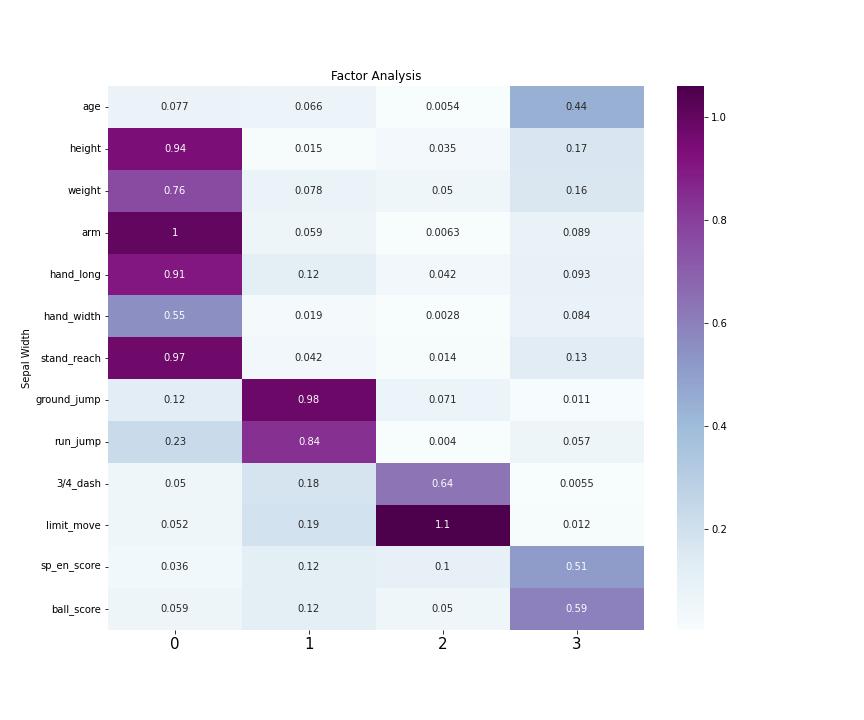 Factor Analysis
Sepal Width
age 0.077 0.066 0.0054 0.44
height 0.94 0.015 0.035 0.17
weight 0.76 0.078 0.05 0.16
arm 1 0.059 0.0063 0.089
hand_long 0.91 0.12 0.042 0.093
hand_width 0.55 0.019 0.0028 0.084
stand_reach 0.97 0.042 0.014 0.13
ground_jump 0.12 0.98 0.071 0.011
run_jump 0.23 0.84 0.004 0.057
3/4_dash 0.05 0.18 0.64 0.0055
limit_move 0.052 0.19 1.1 0.012
sp_en_score 0.036 0.12 0.1 0.51
ball_score 0.059 0.12 0.05 0.59
0 1 2 3
1.0
0.8
0.6
0.4
0.2